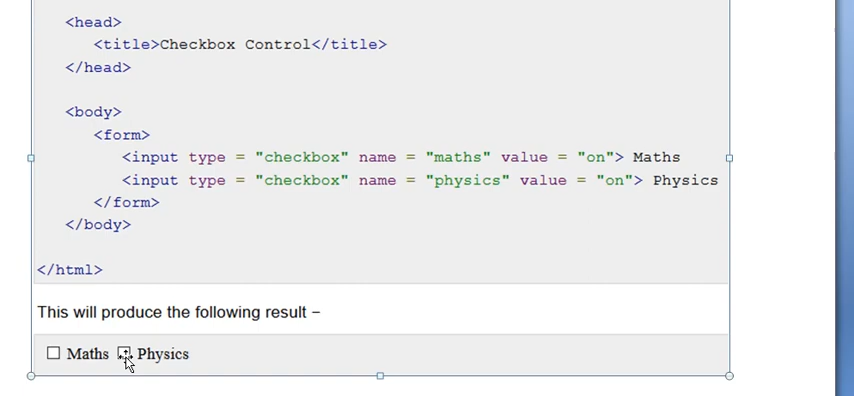 <head>
<title>Checkbox Control</title>
</head>
<body>
<form>
<input type = "checkbox" name = "maths" value = "on"> Maths
<input type = "checkbox" name = "physics" value = "on"> Physics
</form>
</body>
</html>
This will produce the following result −
Maths Physics